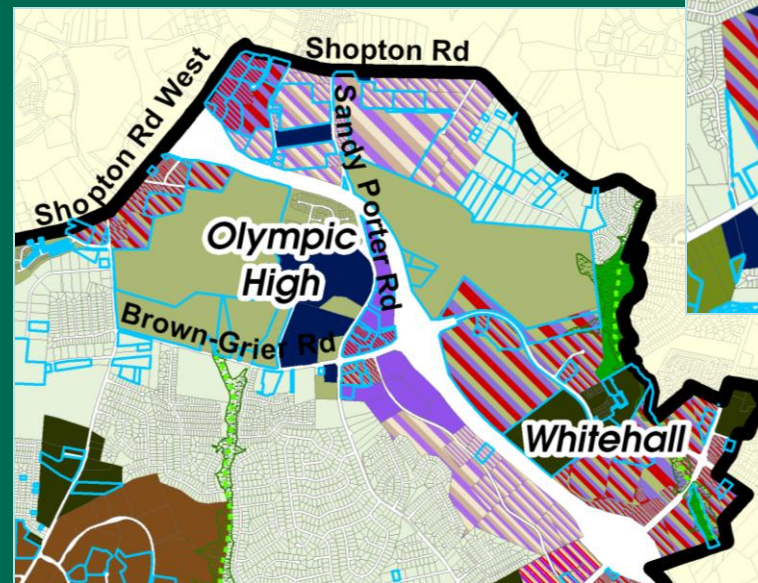 Shopton Rd
Shopton Rd West
Sandy Porter Rd
Olympic
High
Brown-Grier Rd
Whitehall